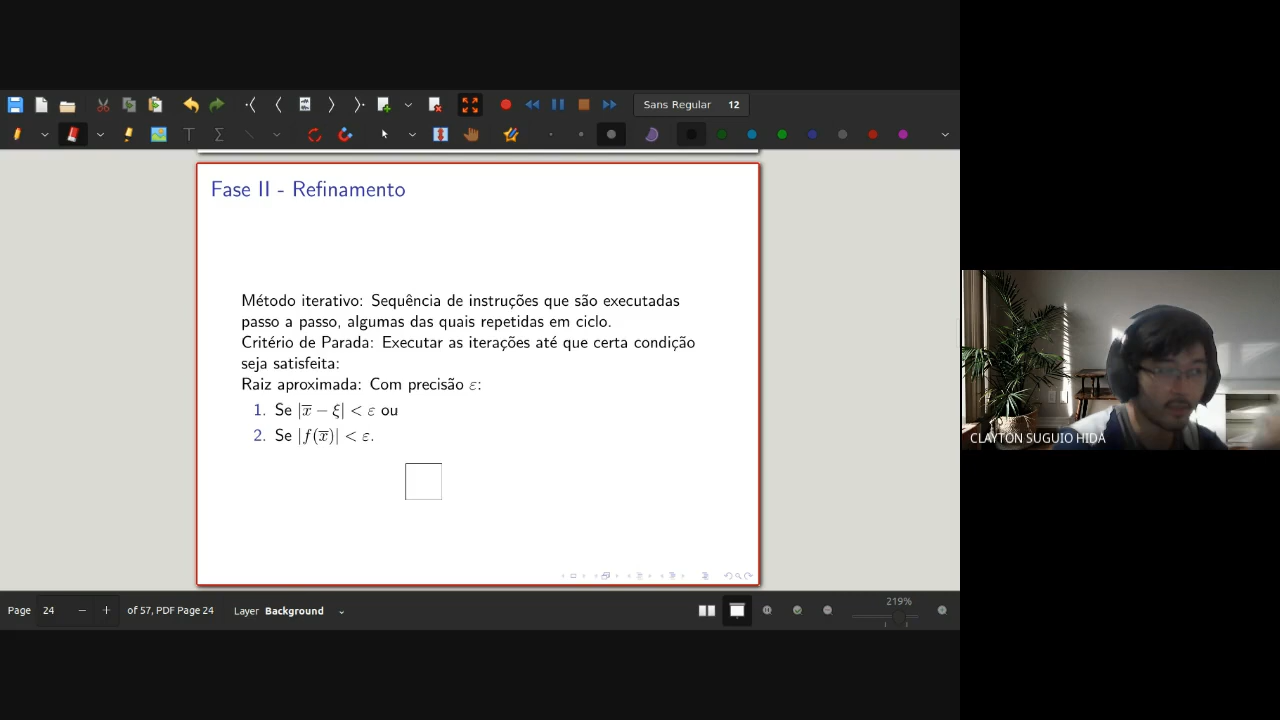 Sans Regular 12
Fase II - Refinamento
Método iterativo: Sequência de instruções que são executadas
passo a passo, algumas das quais repetidas em ciclo.
Critério de Parada: Executar as iterações até que certa condição
seja satisfeita:
Raiz aproximada: Com precisão ε:
1. Se |x̅ − ξ| < ε ou
2. Se |f(x̅)| < ε.
CLAYTON SUGUIO HIDA
Page 24 of 57, PDF Page 24 Layer Background 219%